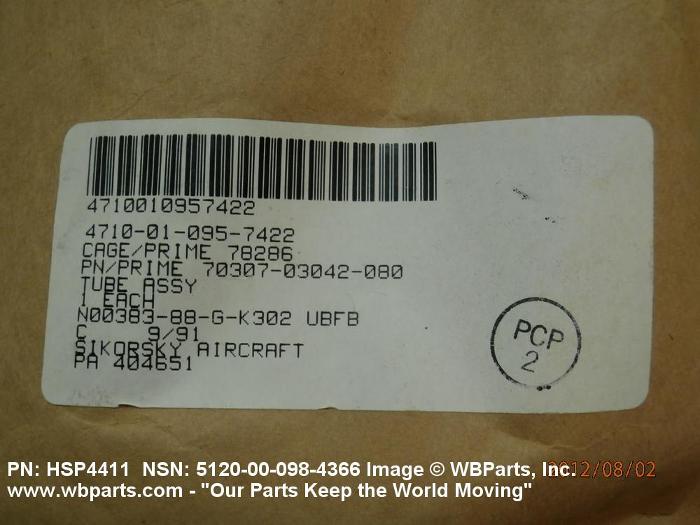 4710010957422
4710-01-095-7422
CAGE/PRIME 78286
PN/PRIME 70307-03042-080
TUBE ASSY
1 EACH
N00383-88-G-K302 UBFB
C 9/91
SIKORSKY AIRCRAFT
PA 404651
PCP
2
PN: HSP4411 NSN: 5120-00-098-4366 Image © WBParts, Inc.
2012/08/02
www.wbparts.com - "Our Parts Keep the World Moving"